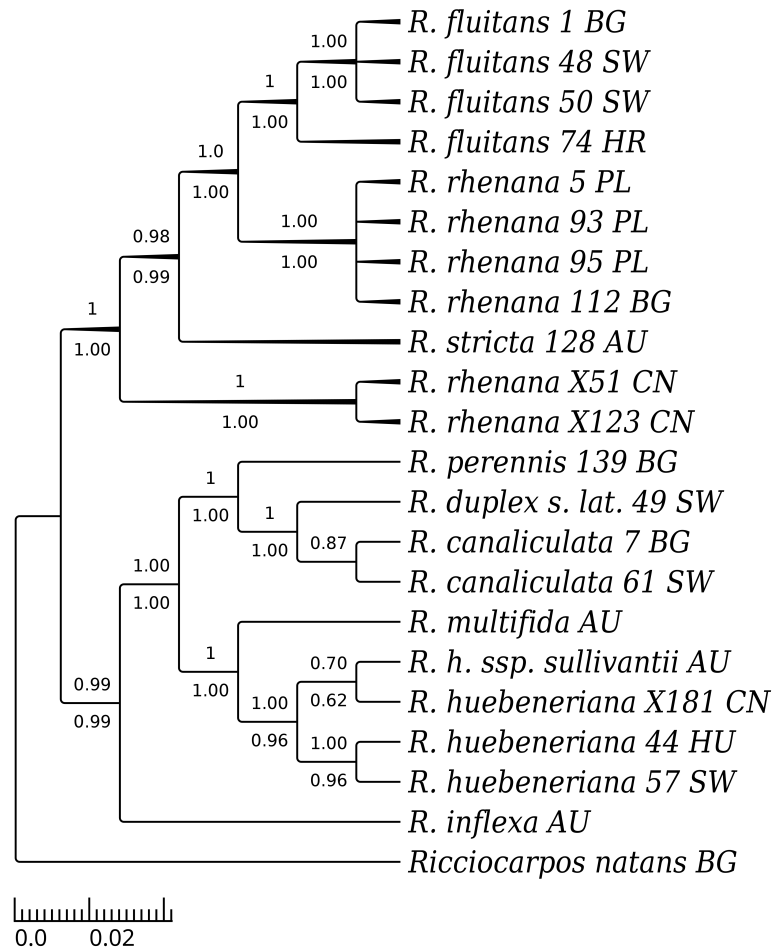 R. fluitans 1 BG
1.00
R. fluitans 48 SW
1
1.00
R. fluitans 50 SW
1.00
R. fluitans 74 HR
1.0
R. rhenana 5 PL
1.00
1.00
R. rhenana 93 PL
0.98
1.00
R. rhenana 95 PL
0.99
R. rhenana 112 BG
1
R. stricta 128 AU
1.00
1
R. rhenana X51 CN
1.00
R. rhenana X123 CN
R. perennis 139 BG
1
R. duplex s. lat. 49 SW
1.00
1
0.87
R. canaliculata 7 BG
1.00
1.00
R. canaliculata 61 SW
1.00
R. multifida AU
1
0.70
R. h. ssp. sullivantii AU
0.99
1.00
1.00
0.62
R. huebeneriana X181 CN
0.99
0.96
1.00
R. huebeneriana 44 HU
0.96
R. huebeneriana 57 SW
R. inflexa AU
Ricciocarpos natans BG
0.0 0.02